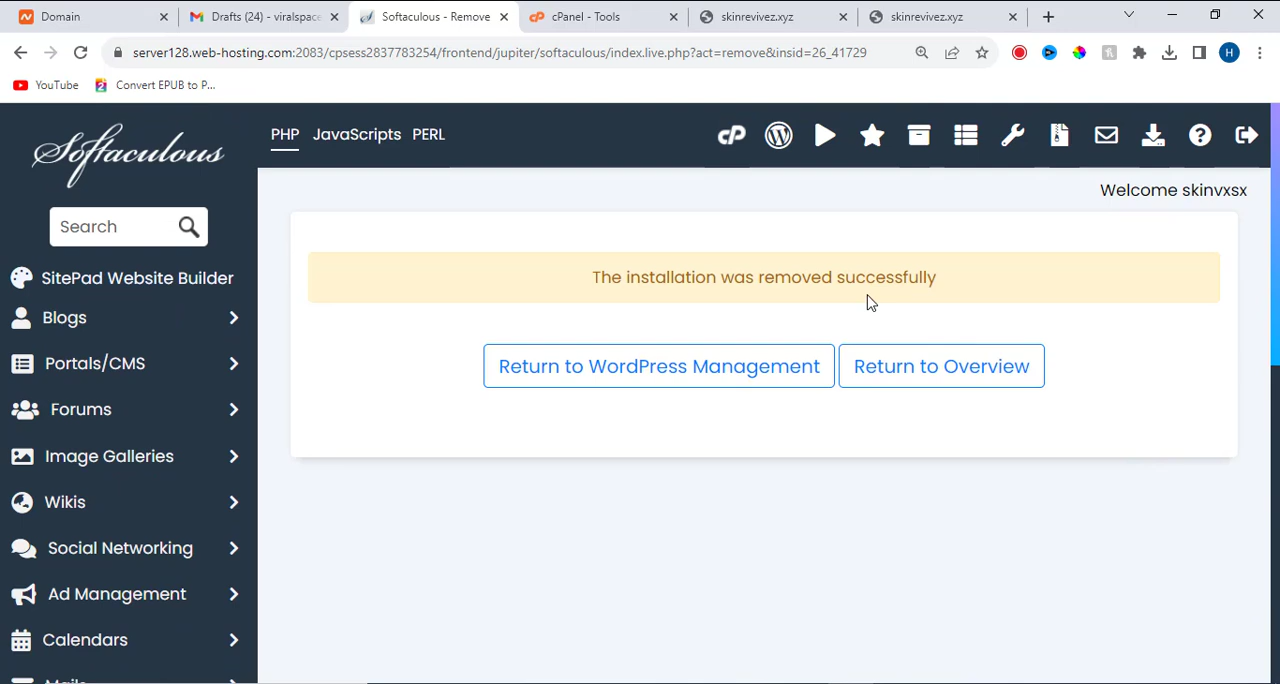 Domain
Drafts (24) - viralspace
Softaculous - Remove
cPanel - Tools
skinrevivez.xyz
skinrevivez.xyz
server128.web-hosting.com:2083/cpsess2837783254/frontend/jupiter/softaculous/index.live.php?act=remove&insid=26_41729
H
YouTube
Convert EPUB to P...
Softaculous
PHP JavaScripts PERL
Welcome skinvxsx
Search
SitePad Website Builder
Blogs
Portals/CMS
Forums
Image Galleries
Wikis
Social Networking
Ad Management
Calendars
The installation was removed successfully
Return to WordPress Management
Return to Overview